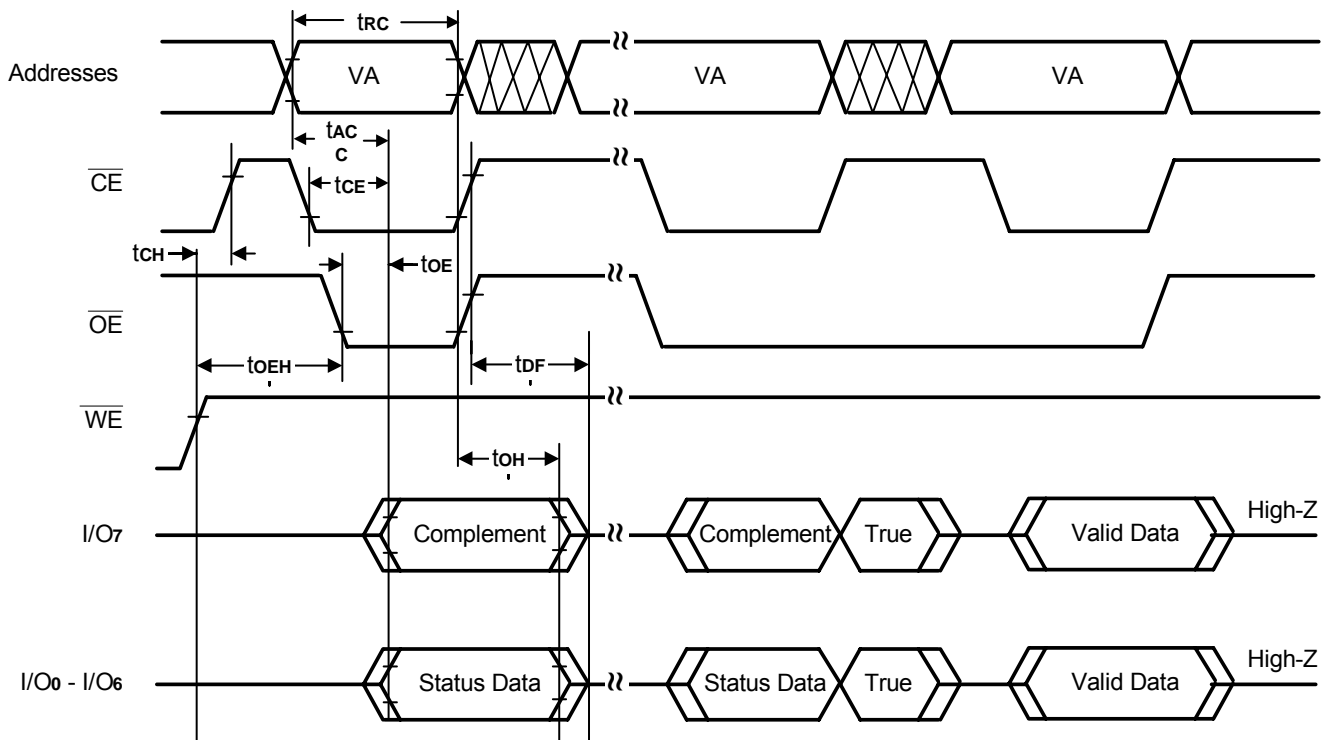 tRC
Addresses VA VA VA
tAC
C
CE
tCE
tCH
tOE
OE
tOEH tDF
WE
tOH
I/O7 Complement Complement True Valid Data High-Z
I/O0 - I/O6 Status Data Status Data True Valid Data High-Z